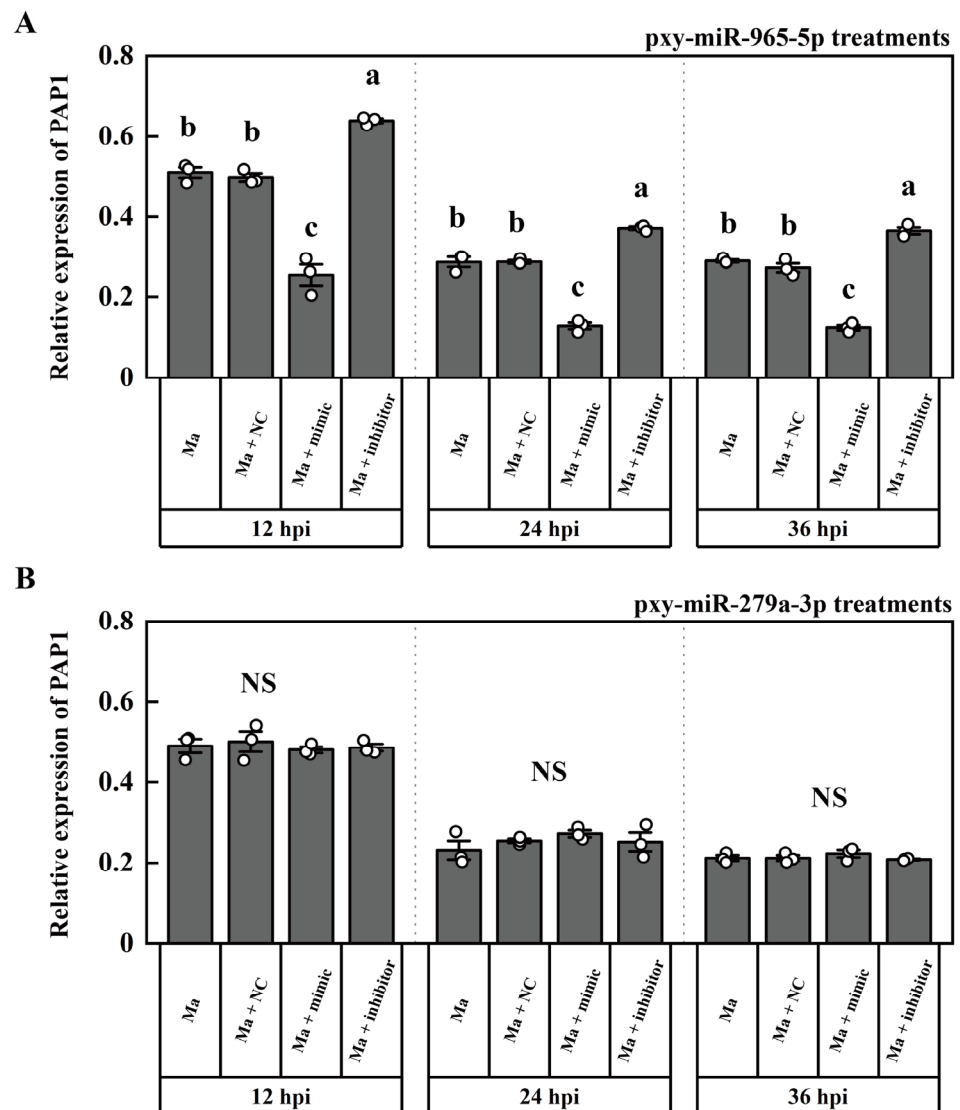 A
pxy-miR-965-5p treatments
Relative expression of PAP1
0.8
0.6
0.4
0.2
0
b b c a
b b c a
b b c a
Ma
Ma + NC
Ma + mimic
Ma + inhibitor
Ma
Ma + NC
Ma + mimic
Ma + inhibitor
Ma
Ma + NC
Ma + mimic
Ma + inhibitor
12 hpi 24 hpi 36 hpi
B
pxy-miR-279a-3p treatments
Relative expression of PAP1
0.8
0.6
0.4
0.2
0
NS
NS
NS
Ma
Ma + NC
Ma + mimic
Ma + inhibitor
Ma
Ma + NC
Ma + mimic
Ma + inhibitor
Ma
Ma + NC
Ma + mimic
Ma + inhibitor
12 hpi 24 hpi 36 hpi